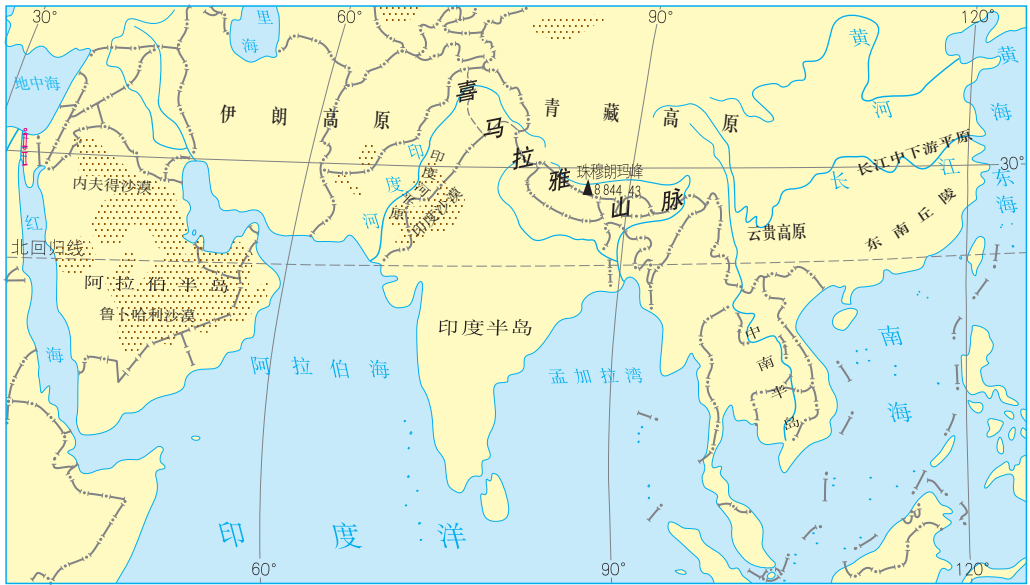 30°
60°
90°
120°
里海
地中海
黄河
黄海
伊朗高原
青藏高原
喜马拉雅山脉
长江中下游平原
30°
内夫得沙漠
印度河
印度河平原
印度沙漠
珠穆朗玛峰
8 844.43
长江
东海
红海
云贵高原
东南丘陵
北回归线
阿拉伯半岛
鲁卜哈利沙漠
印度半岛
中南半岛
阿拉伯海
孟加拉湾
南海
印度洋
60°
90°
120°